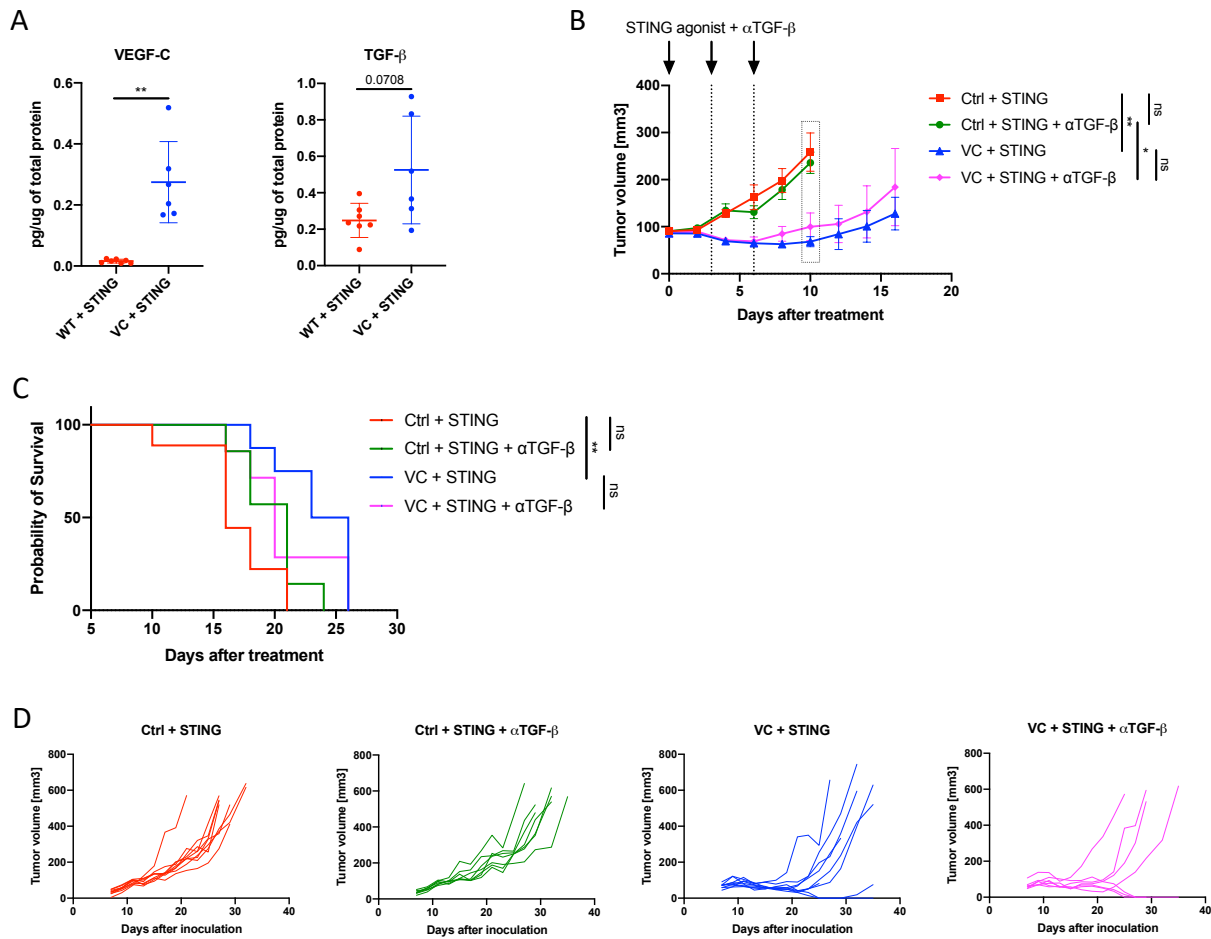 A
VEGF-C
pg/ug of total protein
0.6
0.4
0.2
0.0
**
WT + STING
VC + STING
TGF-β
pg/ug of total protein
1.0
0.8
0.6
0.4
0.2
0.0
0.0708
WT + STING
VC + STING
B
STING agonist + αTGF-β
Tumor volume [mm3]
400
300
200
100
0
0 5 10 15 20
Days after treatment
Ctrl + STING
Ctrl + STING + αTGF-β
VC + STING
VC + STING + αTGF-β
ns
**
*
ns
C
Probability of Survival
100
50
0
5 10 15 20 25 30
Days after treatment
Ctrl + STING
Ctrl + STING + αTGF-β
VC + STING
VC + STING + αTGF-β
ns
**
ns
D
Ctrl + STING
Tumor volume [mm3]
800
600
400
200
0
0 10 20 30 40
Days after inoculation
Ctrl + STING + αTGF-β
Tumor volume [mm3]
800
600
400
200
0
0 10 20 30 40
Days after inoculation
VC + STING
Tumor volume [mm3]
800
600
400
200
0
0 10 20 30 40
Days after inoculation
VC + STING + αTGF-β
Tumor volume [mm3]
800
600
400
200
0
0 10 20 30 40
Days after inoculation